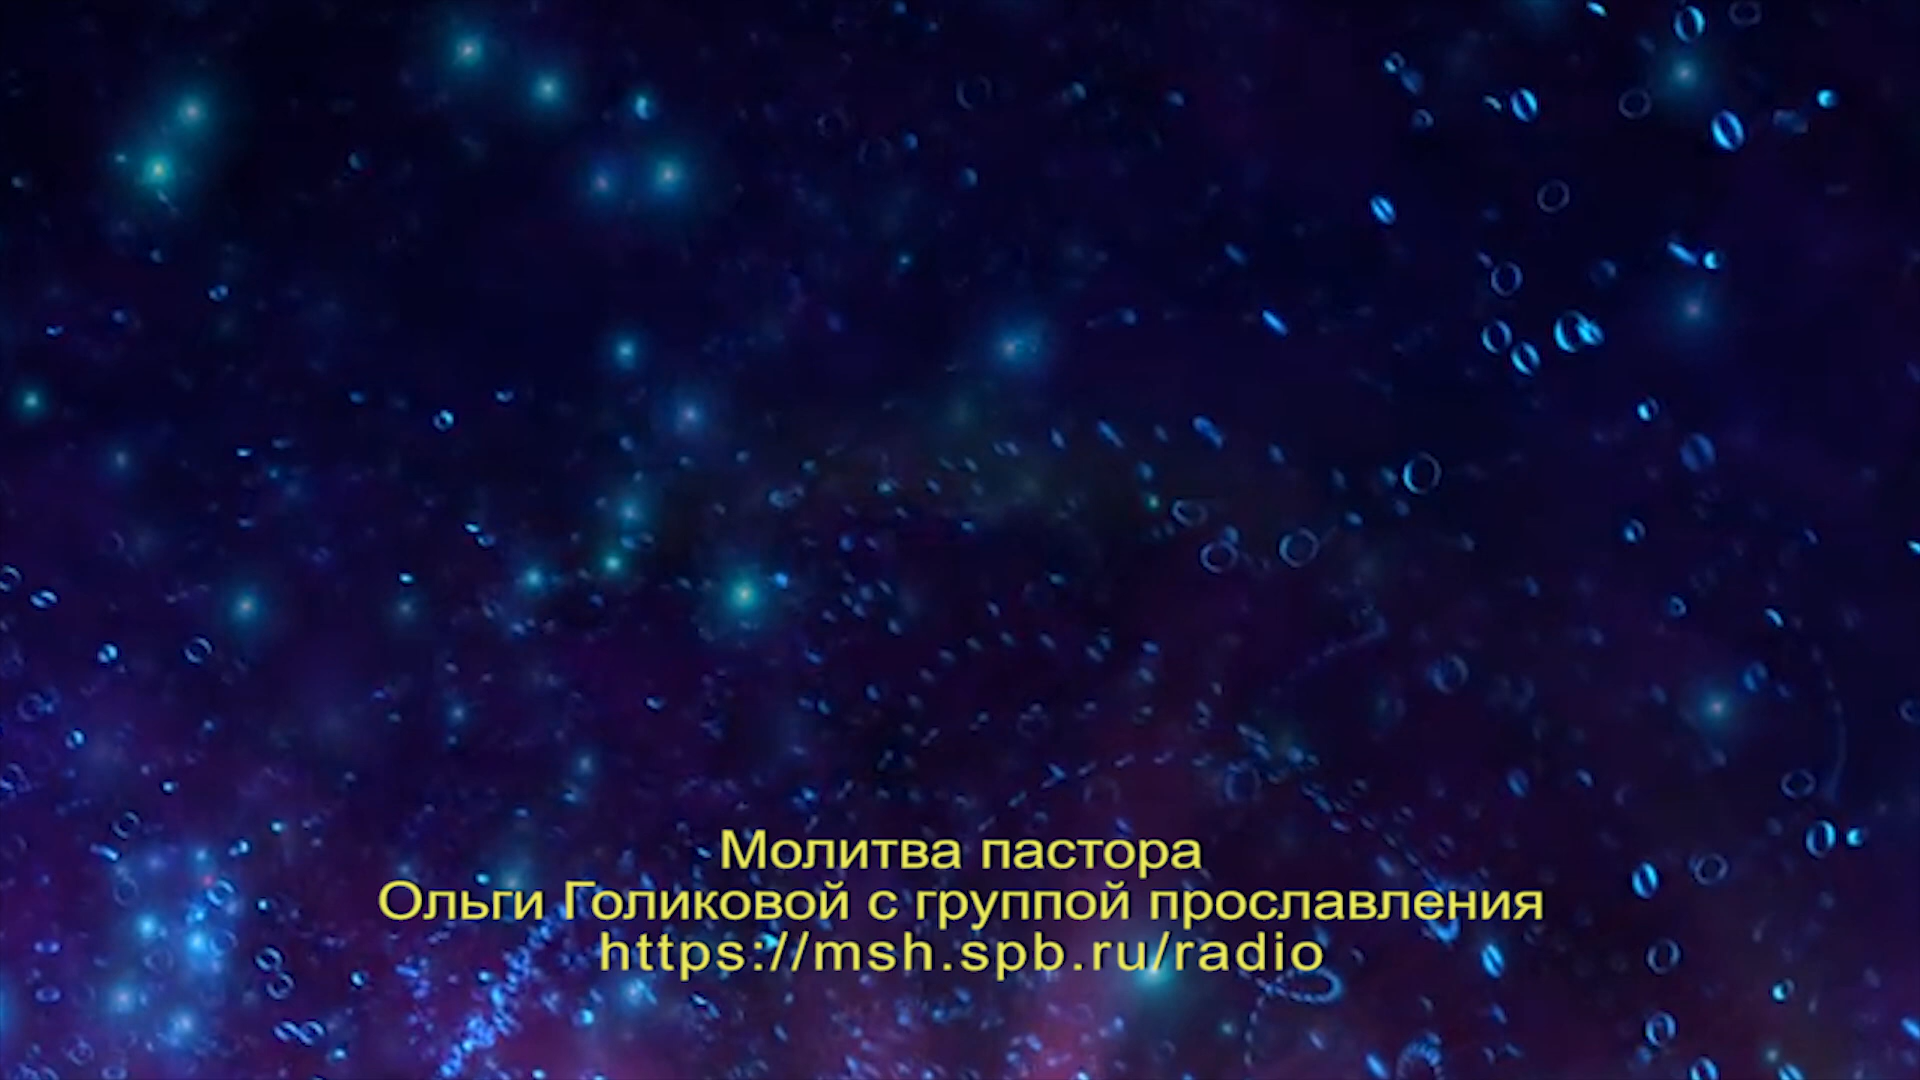 Молитва пастора
Ольги Голиковой с группой прославления
https://msh.spb.ru/radio